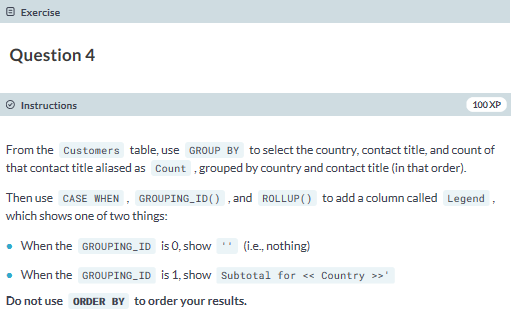 Exercise
Question 4
Instructions
100 XP
From the Customers table, use GROUP BY to select the country, contact title, and count of
that contact title aliased as Count , grouped by country and contact title (in that order).
Then use CASE WHEN , GROUPING_ID() , and ROLLUP() to add a column called Legend ,
which shows one of two things:
• When the GROUPING_ID is 0, show '' (i.e., nothing)
• When the GROUPING_ID is 1, show Subtotal for << Country >>'
Do not use ORDER BY to order your results.